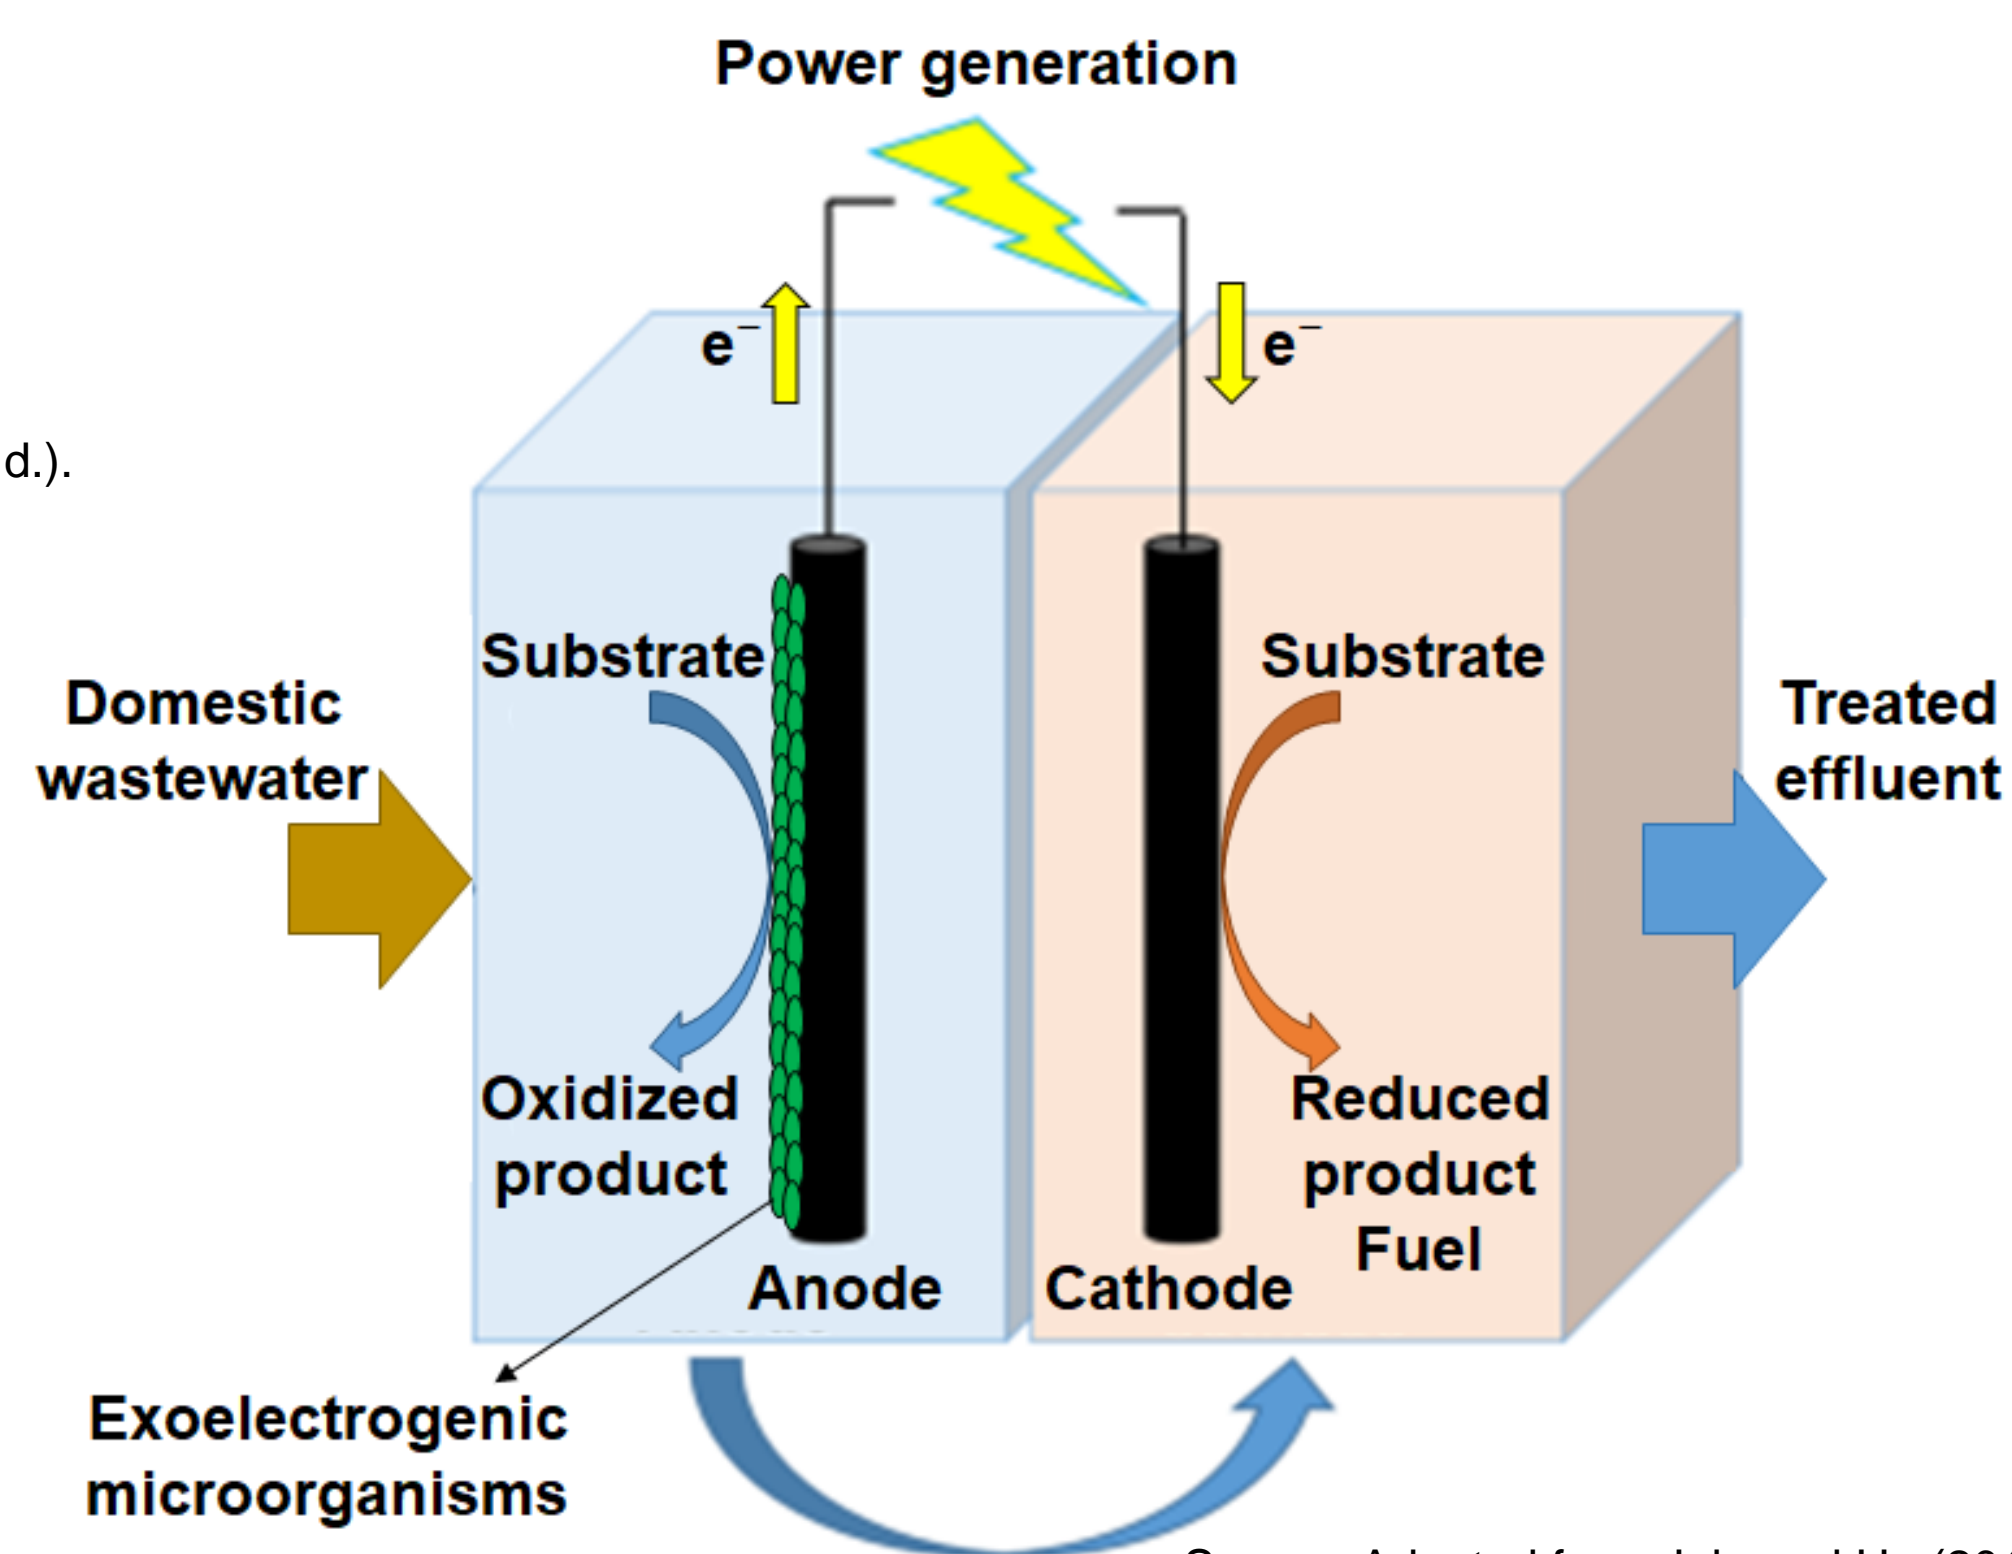 Power generation
e−
e−
d.).
Substrate
Substrate
Domestic
wastewater
Treated
effluent
Oxidized
product
Reduced
product
Fuel
Anode
Cathode
Exoelectrogenic
microorganisms